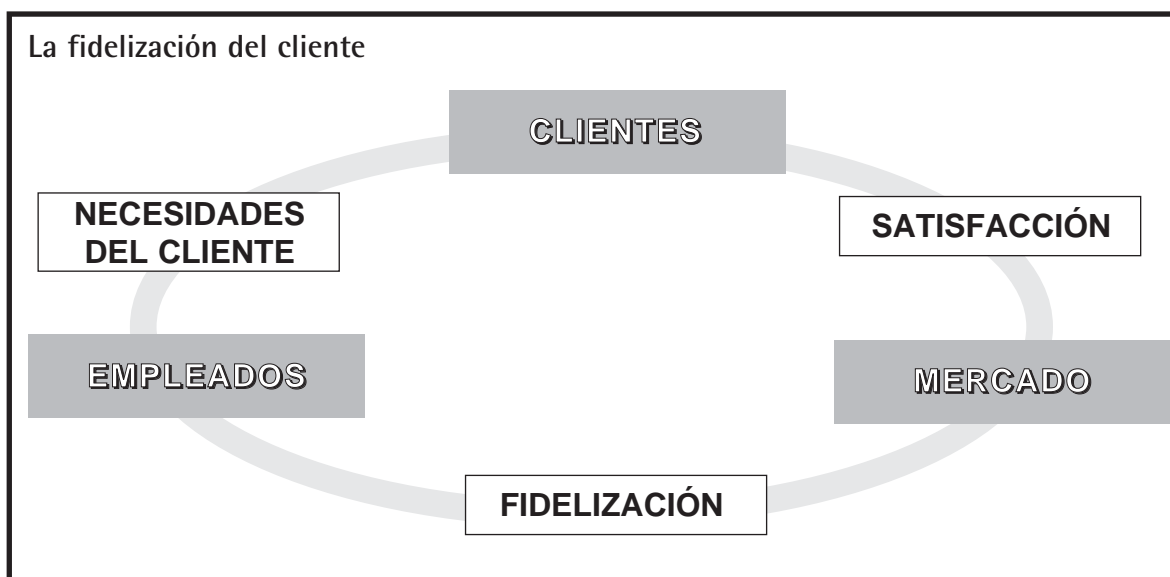 La fidelización del cliente
CLIENTES
NECESIDADES
DEL CLIENTE
SATISFACCIÓN
EMPLEADOS
MERCADO
FIDELIZACIÓN